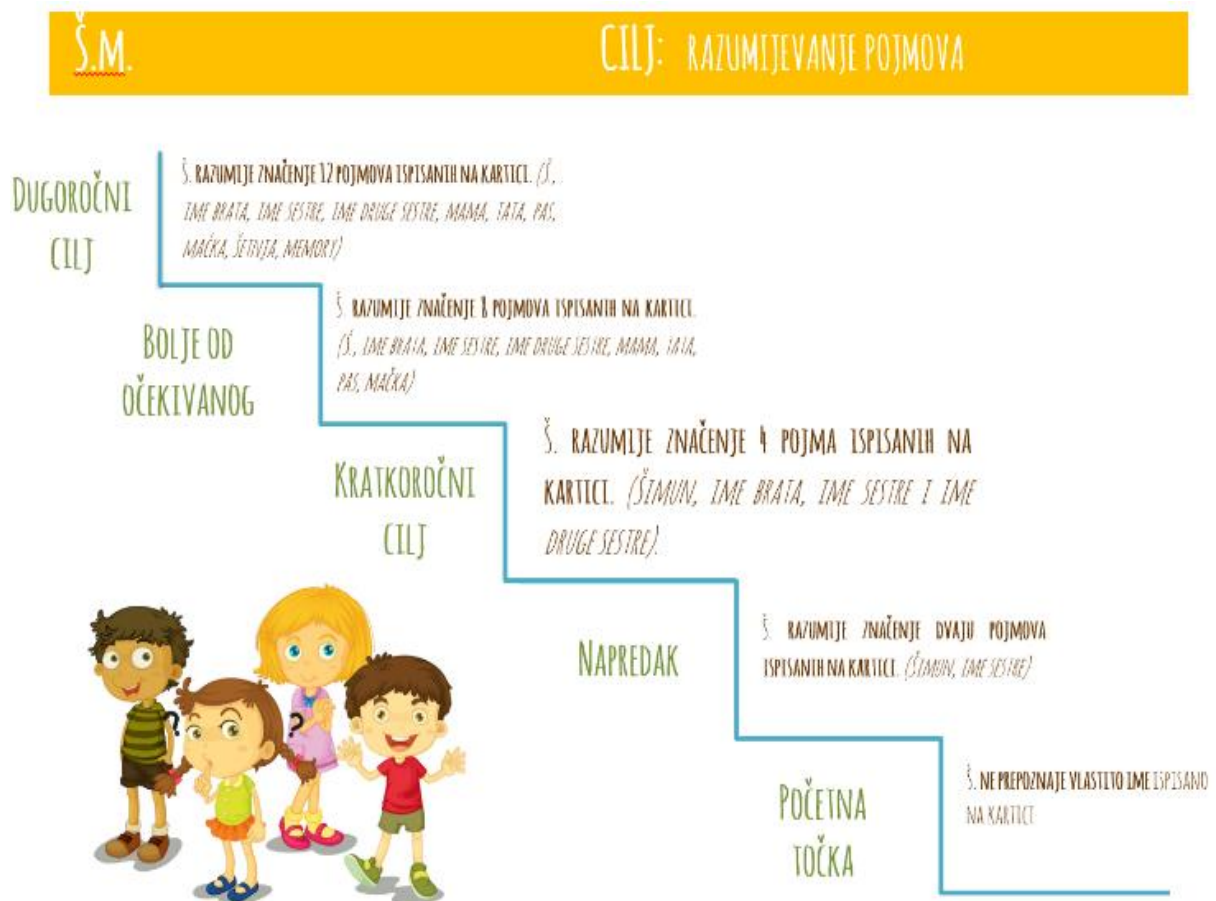 Š.M.
CILJ: RAZUMIJEVANJE POJMOVA
DUGOROČNI
CILJ
Š. RAZUMIJE ZNAČENJE 12 POJMOVA ISPISANIH NA KARTICI. (Š.,
IME BRATA, IME SESTRE, IME DRUGE SESTRE, MAMA, TATA, PAS,
MAČKA, ŠETNJA, MEMORY)
BOLJE OD
OČEKIVANOG
Š. RAZUMIJE ZNAČENJE 8 POJMOVA ISPISANIH NA KARTICI.
(Š., IME BRATA, IME SESTRE, IME DRUGE SESTRE, MAMA, TATA,
PAS, MAČKA)
KRATKOROČNI
CILJ
Š. RAZUMIJE ZNAČENJE 4 POJMA ISPISANIH NA
KARTICI. (ŠIMUN, IME BRATA, IME SESTRE I IME
DRUGE SESTRE).
NAPREDAK
Š. RAZUMIJE ZNAČENJE DVAJU POJMOVA
ISPISANIH NA KARTICI. (ŠIMUN, IME SESTRE)
POČETNA
TOČKA
Š. NE PREPOZNAJE VLASTITO IME ISPISANO
NA KARTICI
? ?